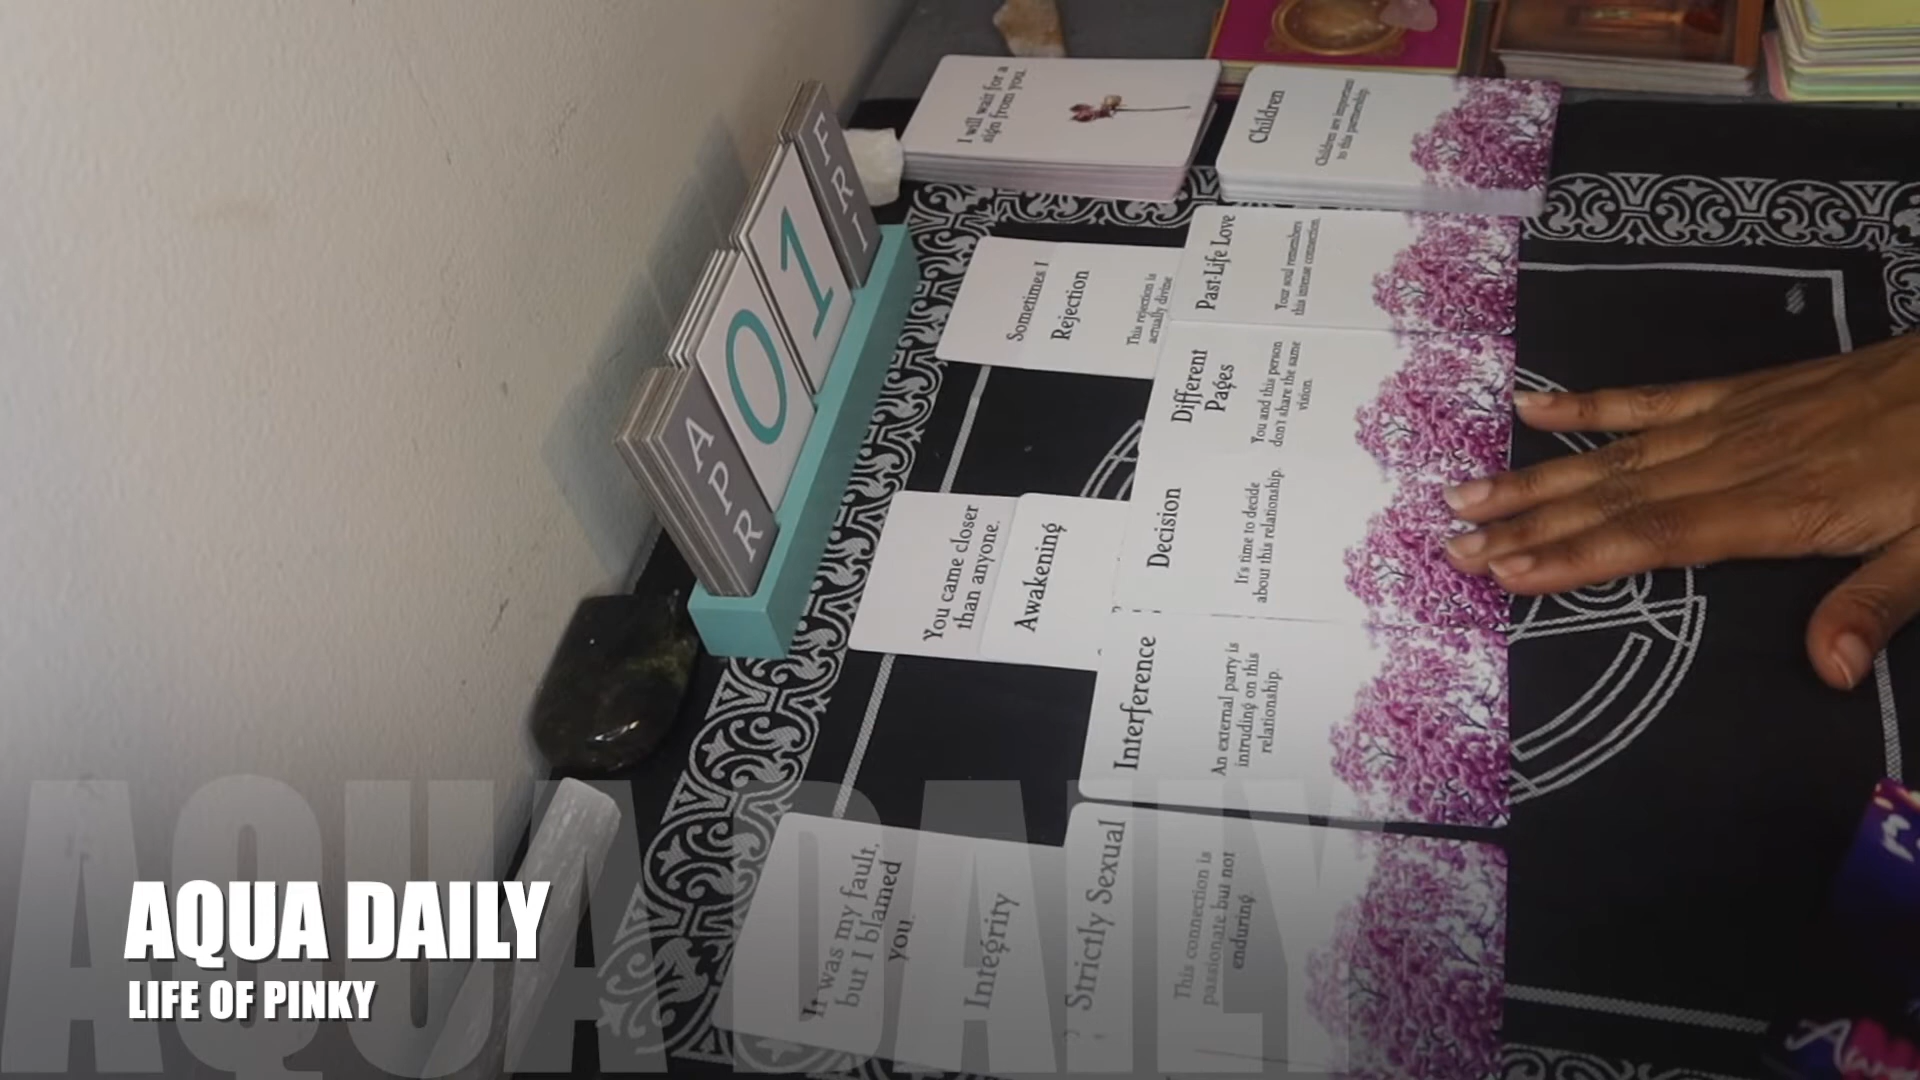 FRI
01
APR
I will wait for a
sign from you.
Children
Children are important
to this partnership.
Sometimes I
Rejection
This rejection is
actually divine
Past-Life Love
Your soul remembers
this intense connection.
Different
Pages
You and this person
don't share the same
vision.
You came closer
than anyone.
Awakening
Decision
It's time to decide
about this relationship.
Interference
An external party is
intruding on this
relationship.
It was my fault,
but I blamed
you.
Integrity
Strictly Sexual
This connection is
passionate but not
enduring.
AQUA DAILY
AQUA DAILY
LIFE OF PINKY